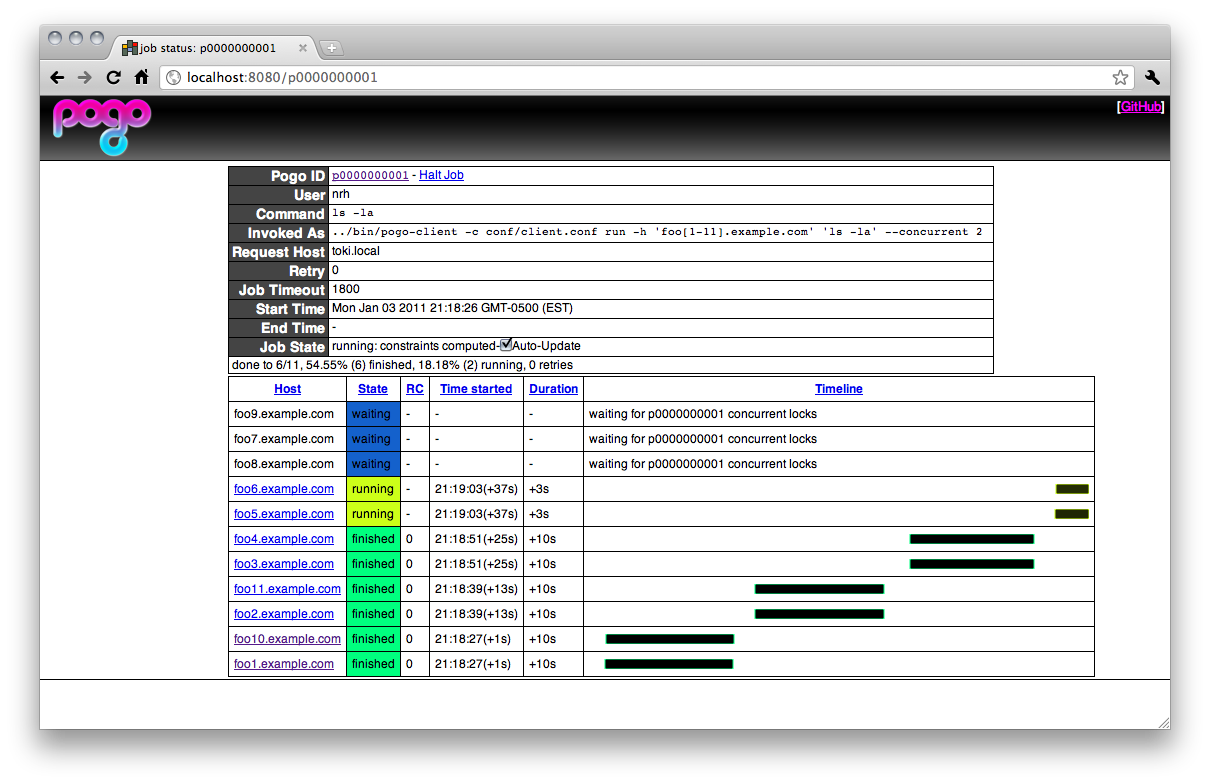 job status: p0000000001
localhost:8080/p0000000001
pogo
[GitHub]
Pogo ID p0000000001 - Halt Job
User nrh
Command ls -la
Invoked As ../bin/pogo-client -c conf/client.conf run -h 'foo[1-11].example.com' 'ls -la' --concurrent 2
Request Host toki.local
Retry 0
Job Timeout 1800
Start Time Mon Jan 03 2011 21:18:26 GMT-0500 (EST)
End Time -
Job State running: constraints computed- Auto-Update
done to 6/11, 54.55% (6) finished, 18.18% (2) running, 0 retries
Host State RC Time started Duration Timeline
foo9.example.com waiting - - - waiting for p0000000001 concurrent locks
foo7.example.com waiting - - - waiting for p0000000001 concurrent locks
foo8.example.com waiting - - - waiting for p0000000001 concurrent locks
foo6.example.com running - 21:19:03(+37s) +3s
foo5.example.com running - 21:19:03(+37s) +3s
foo4.example.com finished 0 21:18:51(+25s) +10s
foo3.example.com finished 0 21:18:51(+25s) +10s
foo11.example.com finished 0 21:18:39(+13s) +10s
foo2.example.com finished 0 21:18:39(+13s) +10s
foo10.example.com finished 0 21:18:27(+1s) +10s
foo1.example.com finished 0 21:18:27(+1s) +10s